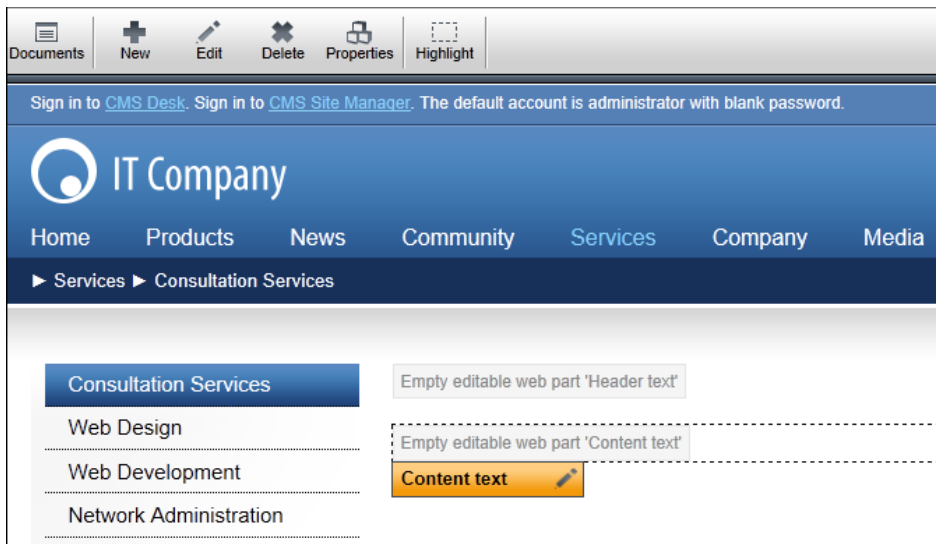 Documents New Edit Delete Properties Highlight
Sign in to CMS Desk. Sign in to CMS Site Manager. The default account is administrator with blank password.
IT Company
Home Products News Community Services Company Media
► Services ► Consultation Services
Consultation Services
Empty editable web part 'Header text'
Web Design
Empty editable web part 'Content text'
Web Development
Content text
Network Administration